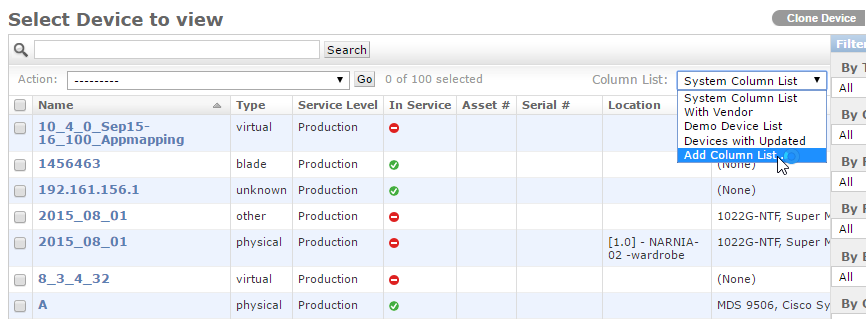 Select Device to view
Clone Device
Search
Filter
Action: --------- Go 0 of 100 selected Column List: System Column List
System Column List
With Vendor
Demo Device List
Devices with Updated
Add Column List
Name Type Service Level In Service Asset # Serial # Location
10_4_0_Sep15-
16_100_Appmapping
virtual Production
1456463 blade Production (None)
192.161.156.1 unknown Production (None)
2015_08_01 other Production 1022G-NTF, Super M
2015_08_01 physical Production [1.0] - NARNIA-
02 -wardrobe
1022G-NTF, Super M
8_3_4_32 virtual Production (None)
A physical Production MDS 9506, Cisco Sy
By T
All
By C
All
By F
All
By F
All
By E
All
By C